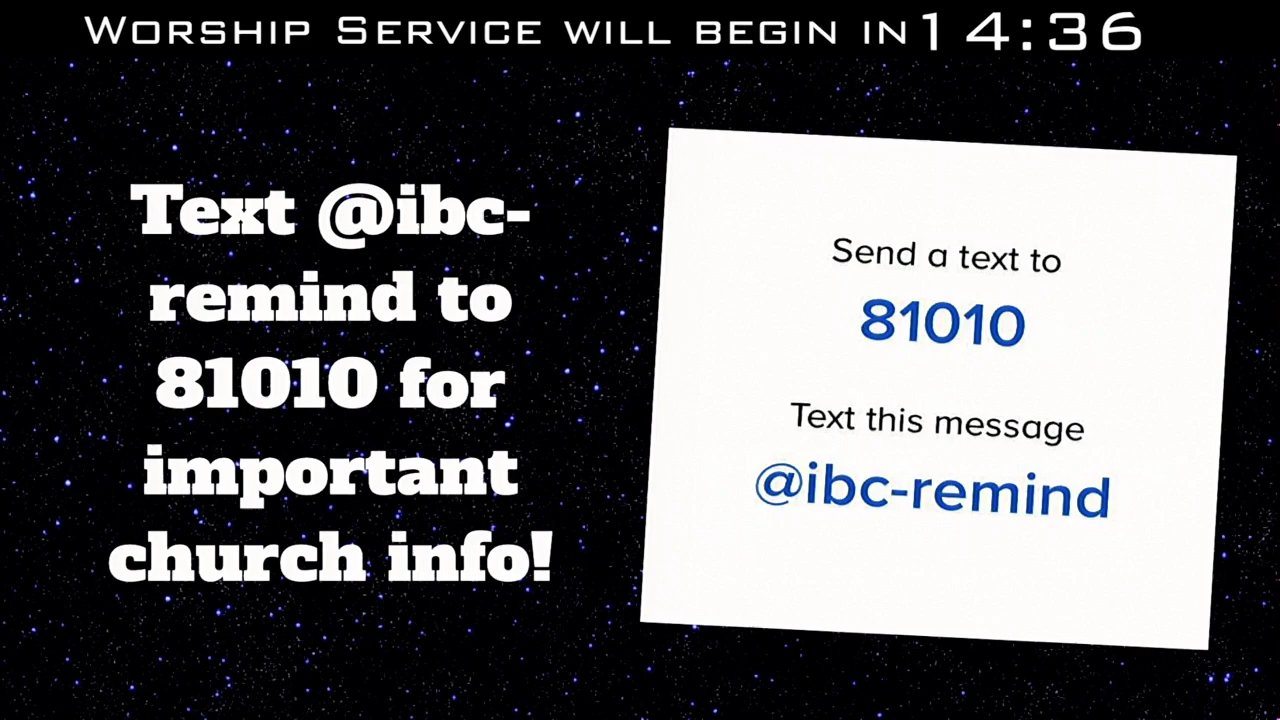 Worship Service will begin in 14:36
Text @ibc-
remind to
81010 for
important
church info!
Send a text to
81010
Text this message
@ibc-remind